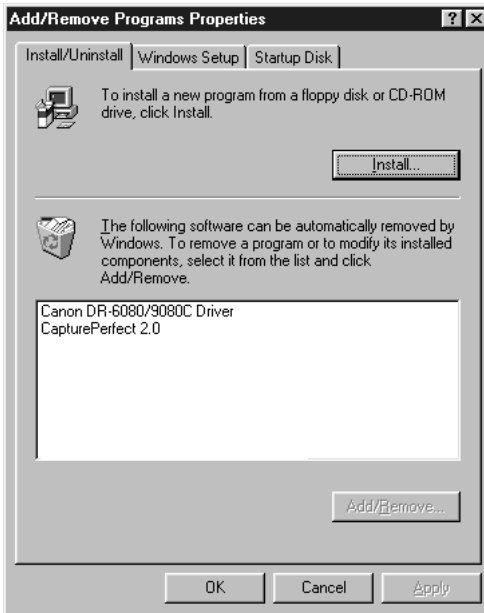 Add/Remove Programs Properties
Install/Uninstall
Windows Setup
Startup Disk
To install a new program from a floppy disk or CD-ROM
drive, click Install.
Install...
The following software can be automatically removed by
Windows. To remove a program or to modify its installed
components, select it from the list and click
Add/Remove.
Canon DR-6080/9080C Driver
CapturePerfect 2.0
Add/Remove...
OK
Cancel
Apply